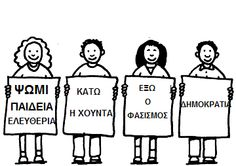 ΨΩΜΙ
ΠΑΙΔΕΙΑ
ΕΛΕΥΘΕΡΙΑ
ΚΑΤΩ
Η ΧΟΥΝΤΑ
ΕΞΩ
Ο
ΦΑΣΙΣΜΟΣ
ΔΗΜΟΚΡΑΤΙΑ